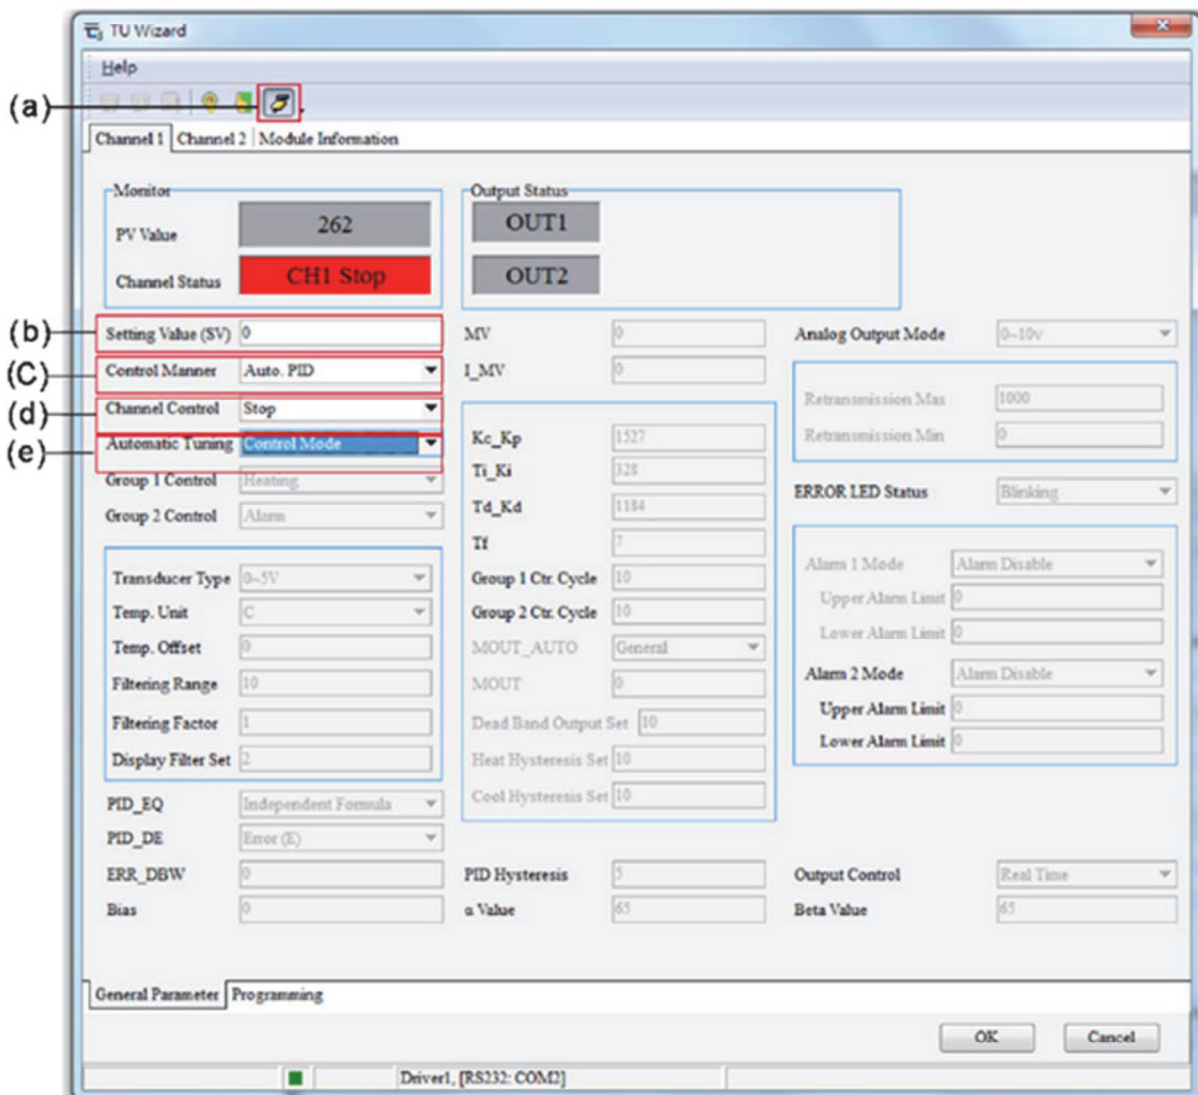 TU Wizard
Help
(a)
Channel 1 Channel 2 Module Information
Monitor
PV Value 262
Channel Status CH1 Stop
Output Status
OUT1
OUT2
(b) Setting Value (SV) 0
(C) Control Manner Auto. PID
(d) Channel Control Stop
(e) Automatic Tuning Control Mode
Group 1 Control Heating
Group 2 Control Alarm
Transducer Type 0~5V
Temp. Unit C
Temp. Offset 0
Filtering Range 10
Filtering Factor 1
Display Filter Set 2
PID_EQ Independent Formula
PID_DE Error (E)
ERR_DBW 0
Bias 0
MV 0
I_MV 0
Kc_Kp 1527
Ti_Ki 328
Td_Kd 1184
Tf 7
Group 1 Ctr. Cycle 10
Group 2 Ctr. Cycle 10
MOUT_AUTO General
MOUT 0
Dead Band Output Set 10
Heat Hysteresis Set 10
Cool Hysteresis Set 10
PID Hysteresis 5
α Value 65
Analog Output Mode 0~10v
Retransmission Max 1000
Retransmission Min 0
ERROR LED Status Blinking
Alarm 1 Mode Alarm Disable
Upper Alarm Limit 0
Lower Alarm Limit 0
Alarm 2 Mode Alarm Disable
Upper Alarm Limit 0
Lower Alarm Limit 0
Output Control Real Time
Beta Value 65
General Parameter Programming
OK Cancel
Driver1, [RS232: COM2]